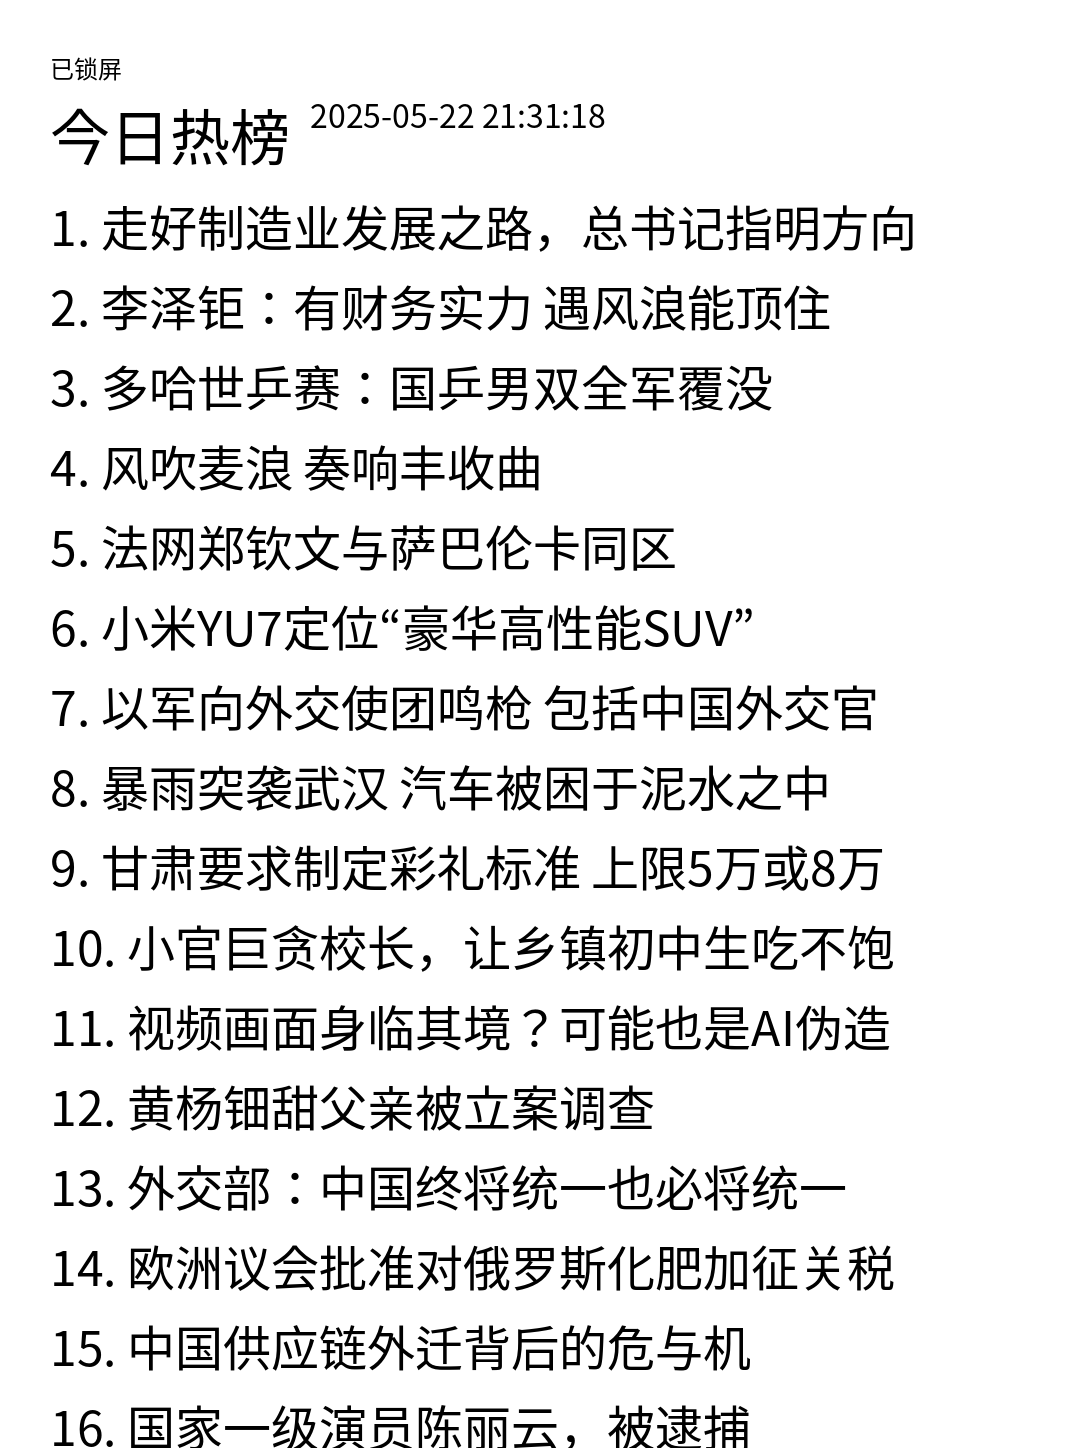 已锁屏
今日热榜 2025-05-22 21:31:18
1. 走好制造业发展之路，总书记指明方向
2. 李泽钜：有财务实力 遇风浪能顶住
3. 多哈世乒赛：国乒男双全军覆没
4. 风吹麦浪 奏响丰收曲
5. 法网郑钦文与萨巴伦卡同区
6. 小米YU7定位“豪华高性能SUV”
7. 以军向外交使团鸣枪 包括中国外交官
8. 暴雨突袭武汉 汽车被困于泥水之中
9. 甘肃要求制定彩礼标准 上限5万或8万
10. 小官巨贪校长，让乡镇初中生吃不饱
11. 视频画面身临其境？可能也是AI伪造
12. 黄杨钿甜父亲被立案调查
13. 外交部：中国终将统一也必将统一
14. 欧洲议会批准对俄罗斯化肥加征关税
15. 中国供应链外迁背后的危与机
16. 国家一级演员陈丽云，被逮捕